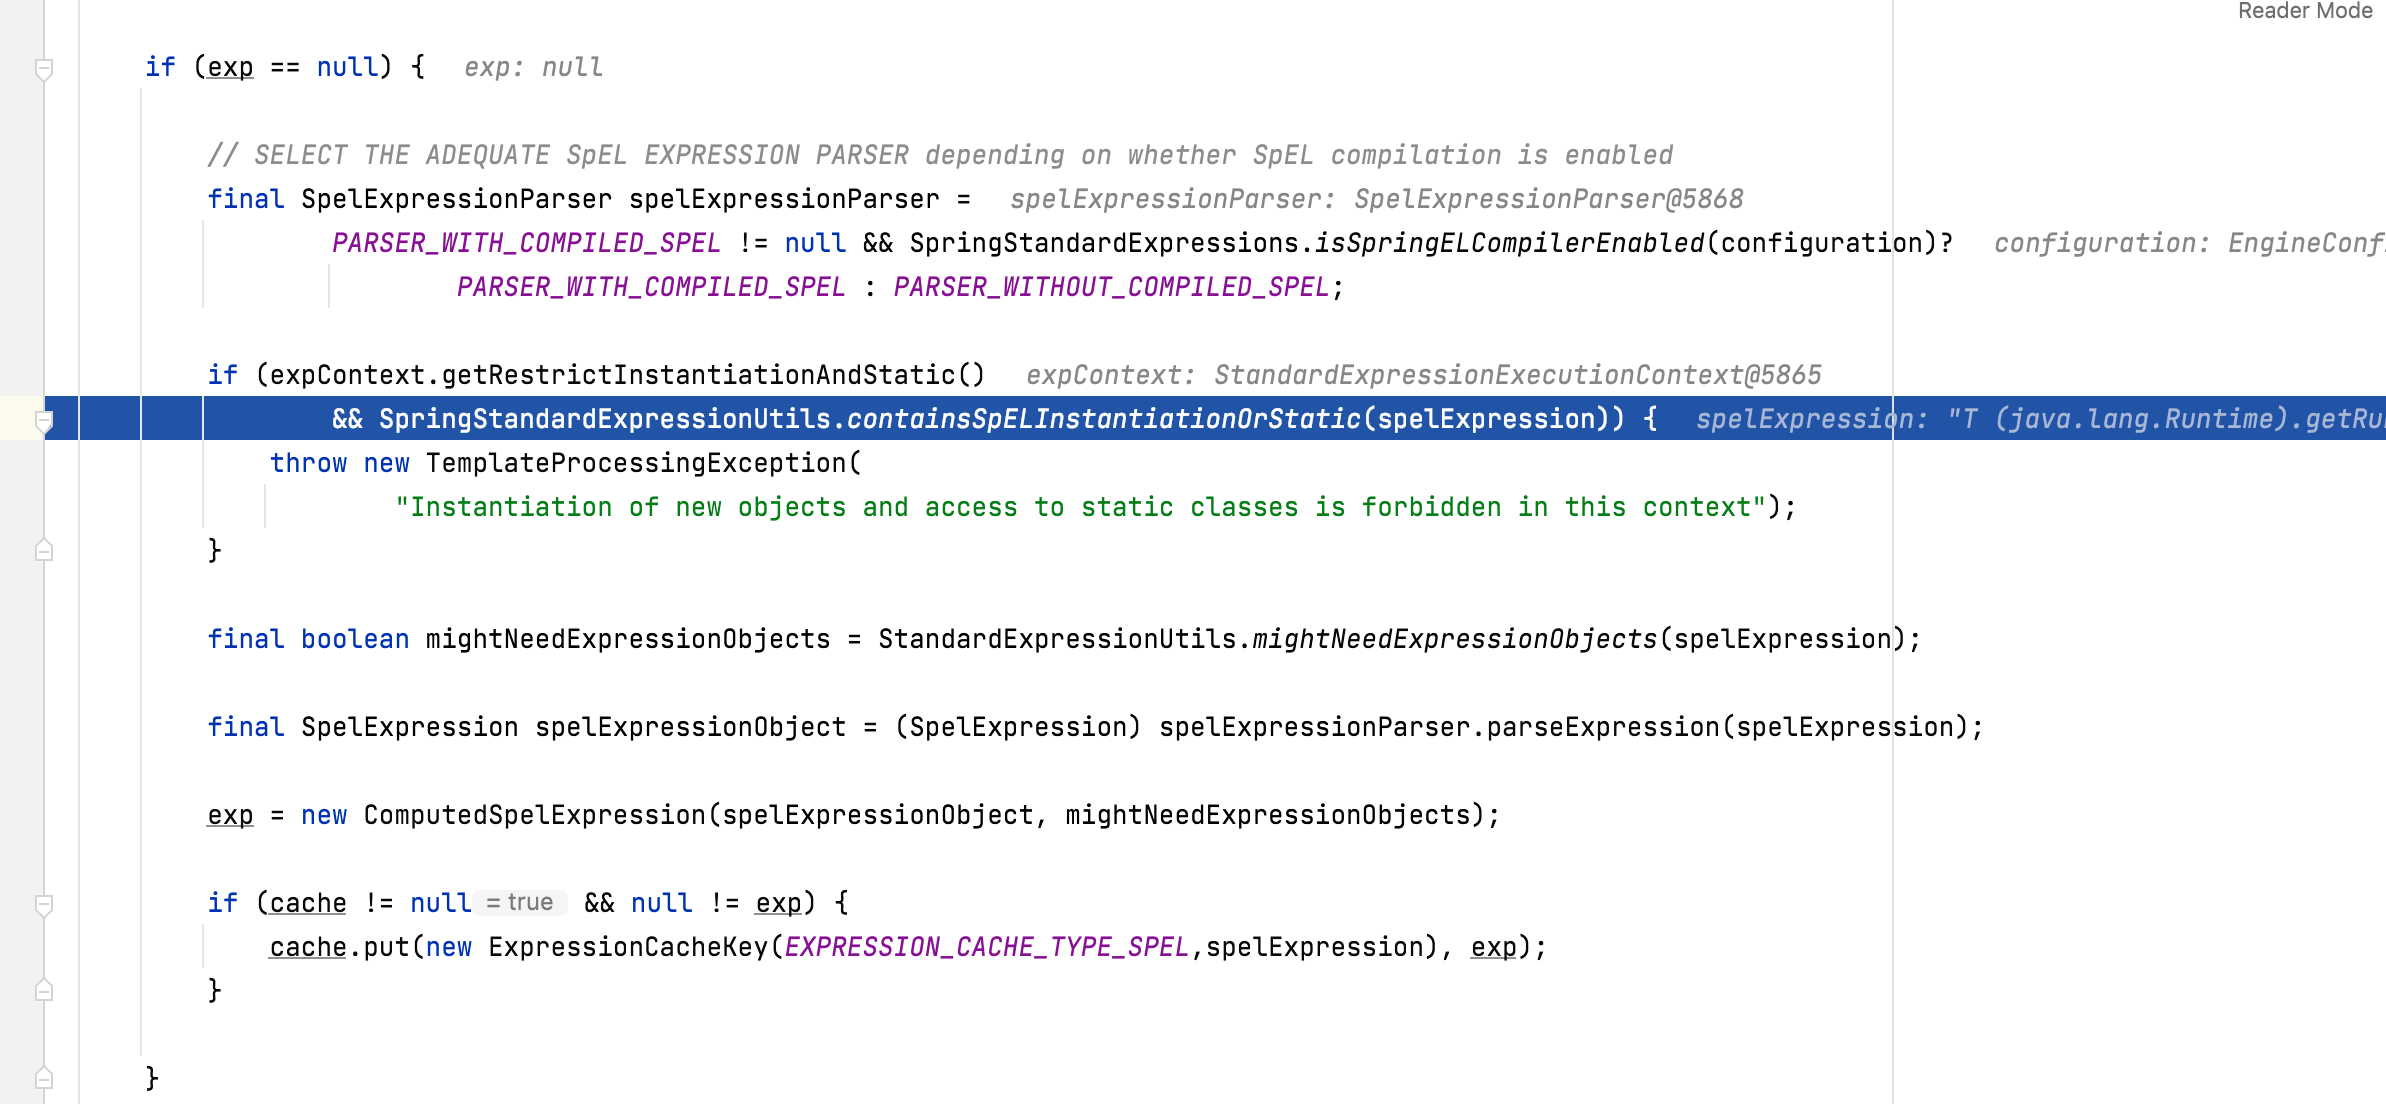 Reader Mode
if (exp == null) {   exp: null
// SELECT THE ADEQUATE SpEL EXPRESSION PARSER depending on whether SpEL compilation is enabled
final SpelExpressionParser spelExpressionParser =   spelExpressionParser: SpelExpressionParser@5868
PARSER_WITH_COMPILED_SPEL != null && SpringStandardExpressions.isSpringELCompilerEnabled(configuration)?   configuration: EngineConf
PARSER_WITH_COMPILED_SPEL : PARSER_WITHOUT_COMPILED_SPEL;
if (expContext.getRestrictInstantiationAndStatic()   expContext: StandardExpressionExecutionContext@5865
&& SpringStandardExpressionUtils.containsSpELInstantiationOrStatic(spelExpression)) {   spelExpression: "T (java.lang.Runtime).getRu
throw new TemplateProcessingException(
"Instantiation of new objects and access to static classes is forbidden in this context");
}
final boolean mightNeedExpressionObjects = StandardExpressionUtils.mightNeedExpressionObjects(spelExpression);
final SpelExpression spelExpressionObject = (SpelExpression) spelExpressionParser.parseExpression(spelExpression);
exp = new ComputedSpelExpression(spelExpressionObject, mightNeedExpressionObjects);
if (cache != null = true && null != exp) {
cache.put(new ExpressionCacheKey(EXPRESSION_CACHE_TYPE_SPEL,spelExpression), exp);
}
}